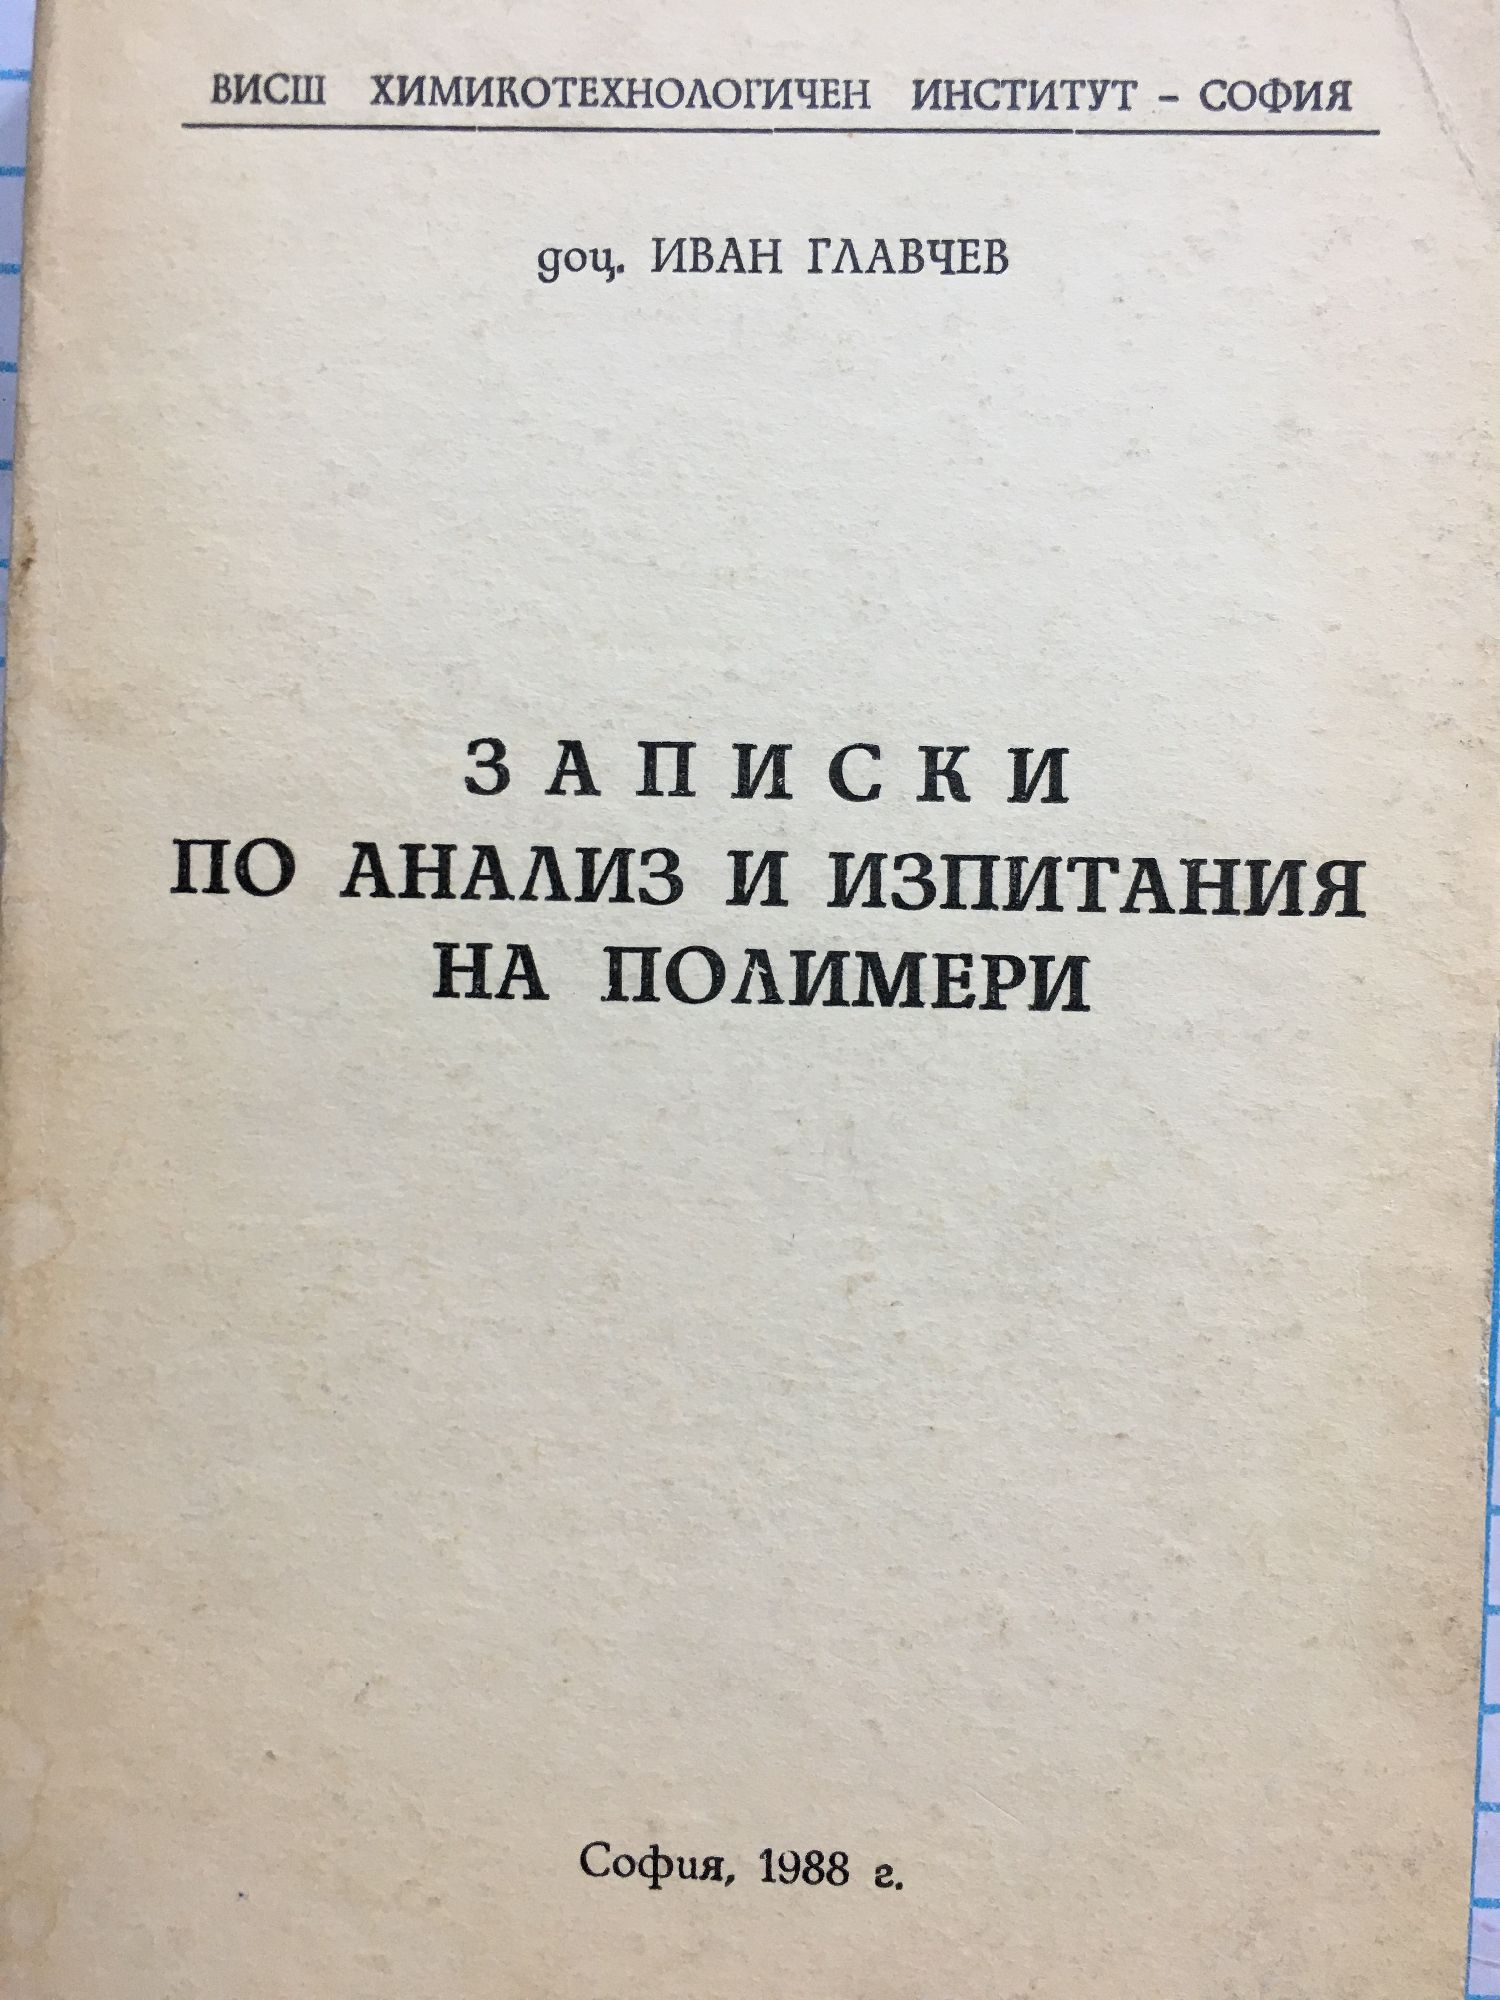 ВИСШ ХИМИКОТЕХНОЛОГИЧЕН ИНСТИТУТ – СОФИЯ
доц. ИВАН ГЛАВЧЕВ
ЗАПИСКИ
ПО АНАЛИЗ И ИЗПИТАНИЯ
НА ПОЛИМЕРИ
София, 1988 г.